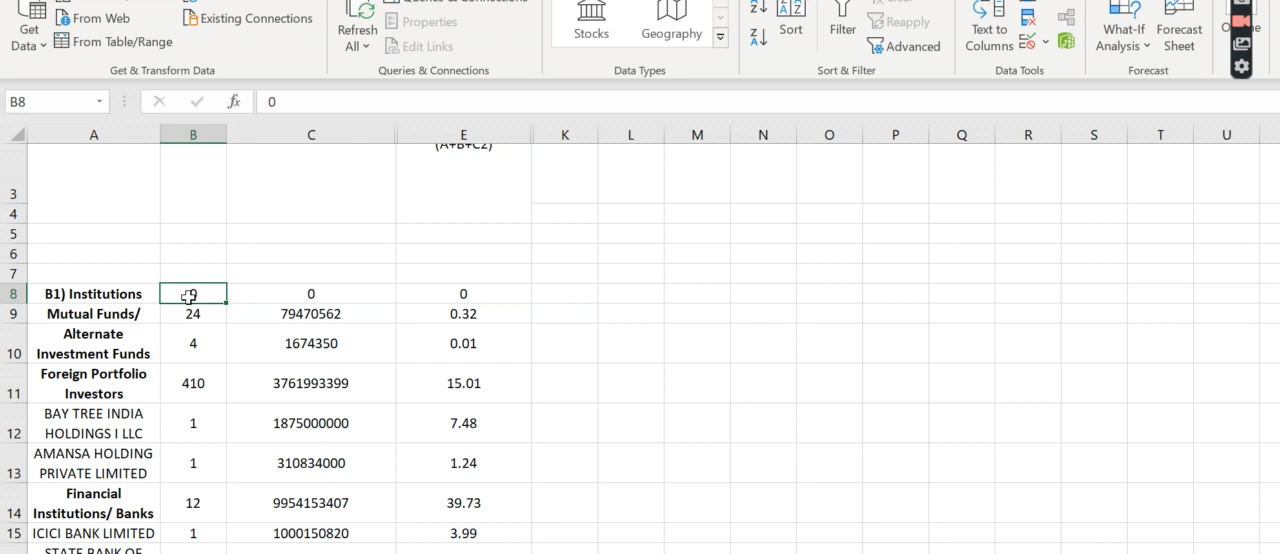 From Web
Existing Connections
Get
Data
From Table/Range
Get & Transform Data
Queries & Connections
Refresh
All
Properties
Edit Links
Queries & Connections
Stocks
Geography
Data Types
Sort
Filter
Clear
Reapply
Advanced
Sort & Filter
Text to
Columns
Data Tools
What-If
Analysis
Forecast
Sheet
Forecast
B8
fx
0
A B C E K L M N O P Q R S T U
(A+B+C2)
3
4
5
6
7
8 B1) Institutions 0 0 0
9 Mutual Funds/ 24 79470562 0.32
Alternate
10 Investment Funds 4 1674350 0.01
Foreign Portfolio
11 Investors 410 3761993399 15.01
BAY TREE INDIA
12 HOLDINGS I LLC 1 1875000000 7.48
AMANSA HOLDING
13 PRIVATE LIMITED 1 310834000 1.24
Financial
14 Institutions/ Banks 12 9954153407 39.73
15 ICICI BANK LIMITED 1 1000150820 3.99
STATE BANK OF